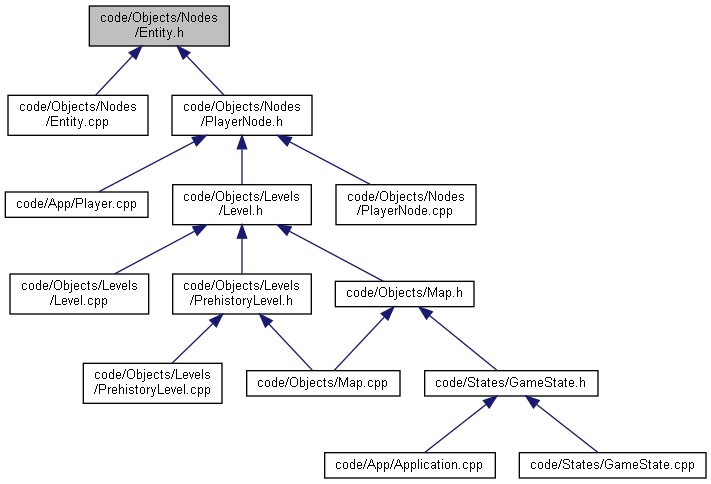 code/Objects/Nodes
/Entity.h
code/Objects/Nodes
/Entity.cpp
code/Objects/Nodes
/PlayerNode.h
code/App/Player.cpp
code/Objects/Levels
/Level.h
code/Objects/Nodes
/PlayerNode.cpp
code/Objects/Levels
/Level.cpp
code/Objects/Levels
/PrehistoryLevel.h
code/Objects/Map.h
code/Objects/Levels
/PrehistoryLevel.cpp
code/Objects/Map.cpp
code/States/GameState.h
code/App/Application.cpp
code/States/GameState.cpp